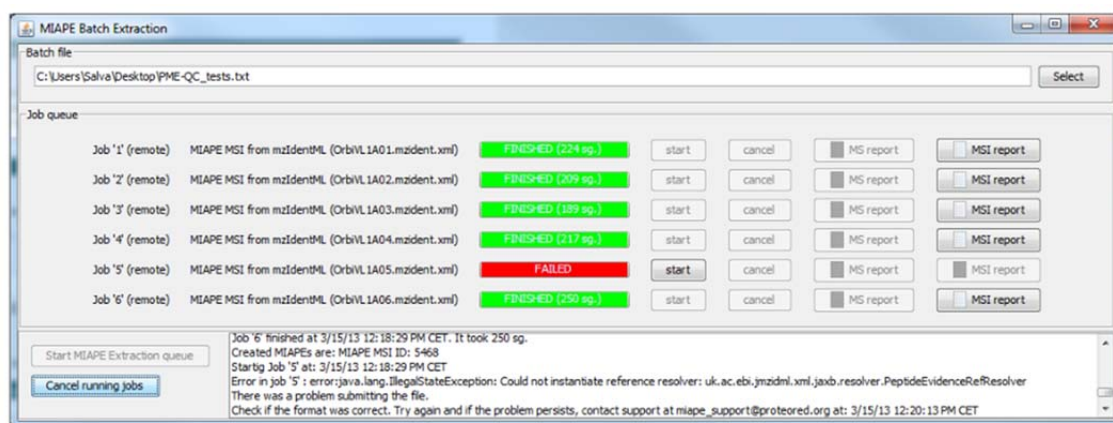 MIAPE Batch Extraction
Batch file
C:\Users\Salva\Desktop\PME-QC_tests.txt Select
Job queue
Job '1' (remote) MIAPE MSI from mzIdentML (OrbiVL1A01.mzident.xml) FINISHED (224 sg.) start cancel MS report MSI report
Job '2' (remote) MIAPE MSI from mzIdentML (OrbiVL1A02.mzident.xml) FINISHED (209 sg.) start cancel MS report MSI report
Job '3' (remote) MIAPE MSI from mzIdentML (OrbiVL1A03.mzident.xml) FINISHED (189 sg.) start cancel MS report MSI report
Job '4' (remote) MIAPE MSI from mzIdentML (OrbiVL1A04.mzident.xml) FINISHED (217 sg.) start cancel MS report MSI report
Job '5' (remote) MIAPE MSI from mzIdentML (OrbiVL1A05.mzident.xml) FAILED start cancel MS report MSI report
Job '6' (remote) MIAPE MSI from mzIdentML (OrbiVL1A06.mzident.xml) FINISHED (250 sg.) start cancel MS report MSI report
Start MIAPE Extraction queue
Cancel running jobs
Job '6' finished at 3/15/13 12:18:29 PM CET. It took 250 sg.
Created MIAPEs are: MIAPE MSI ID: 5468
Startig Job '5' at: 3/15/13 12:18:29 PM CET
Error in job '5' : error:java.lang.IllegalStateException: Could not instantiate reference resolver: uk.ac.ebi.jmzidml.xml.jaxb.resolver.PeptideEvidenceRefResolver
There was a problem submitting the file.
Check if the format was correct. Try again and if the problem persists, contact support at miape_support@proteored.org at: 3/15/13 12:20:13 PM CET